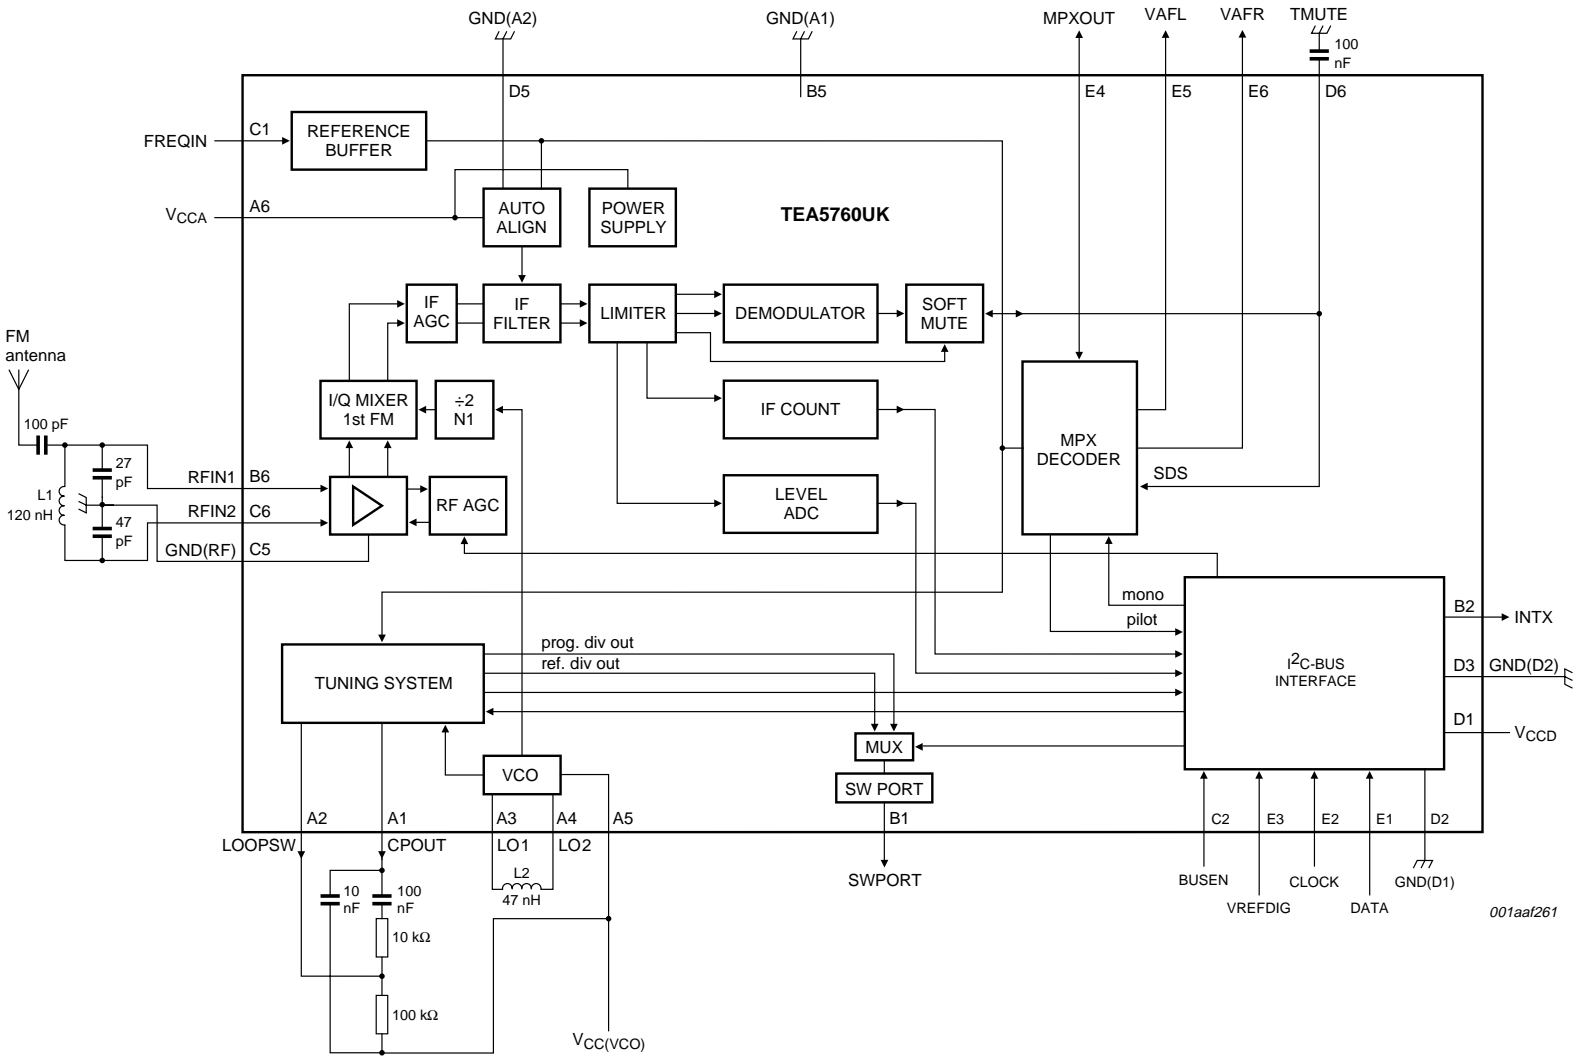 GND(A2)
GND(A1)
MPXOUT
VAFL
VAFR
TMUTE
100
nF
D5
B5
E4
E5
E6
D6
FREQIN
C1
REFERENCE
BUFFER
VCCA
A6
AUTO
ALIGN
POWER
SUPPLY
TEA5760UK
IF
AGC
IF
FILTER
LIMITER
DEMODULATOR
SOFT
MUTE
FM
antenna
I/Q MIXER
1st FM
÷2
N1
IF COUNT
MPX
DECODER
SDS
100 pF
27
pF
L1
120 nH
47
pF
RFIN1
B6
RFIN2
C6
GND(RF)
C5
RF AGC
LEVEL
ADC
mono
pilot
I2C-BUS
INTERFACE
B2
INTX
D3
GND(D2)
D1
VCCD
TUNING SYSTEM
prog. div out
ref. div out
MUX
SW PORT
VCO
A2
A1
A3
A4
A5
B1
C2
E3
E2
E1
D2
LOOPSW
CPOUT
LO1
LO2
L2
47 nH
SWPORT
BUSEN
VREFDIG
CLOCK
DATA
GND(D1)
10
nF
100
nF
10 kΩ
100 kΩ
VCC(VCO)
001aaf261